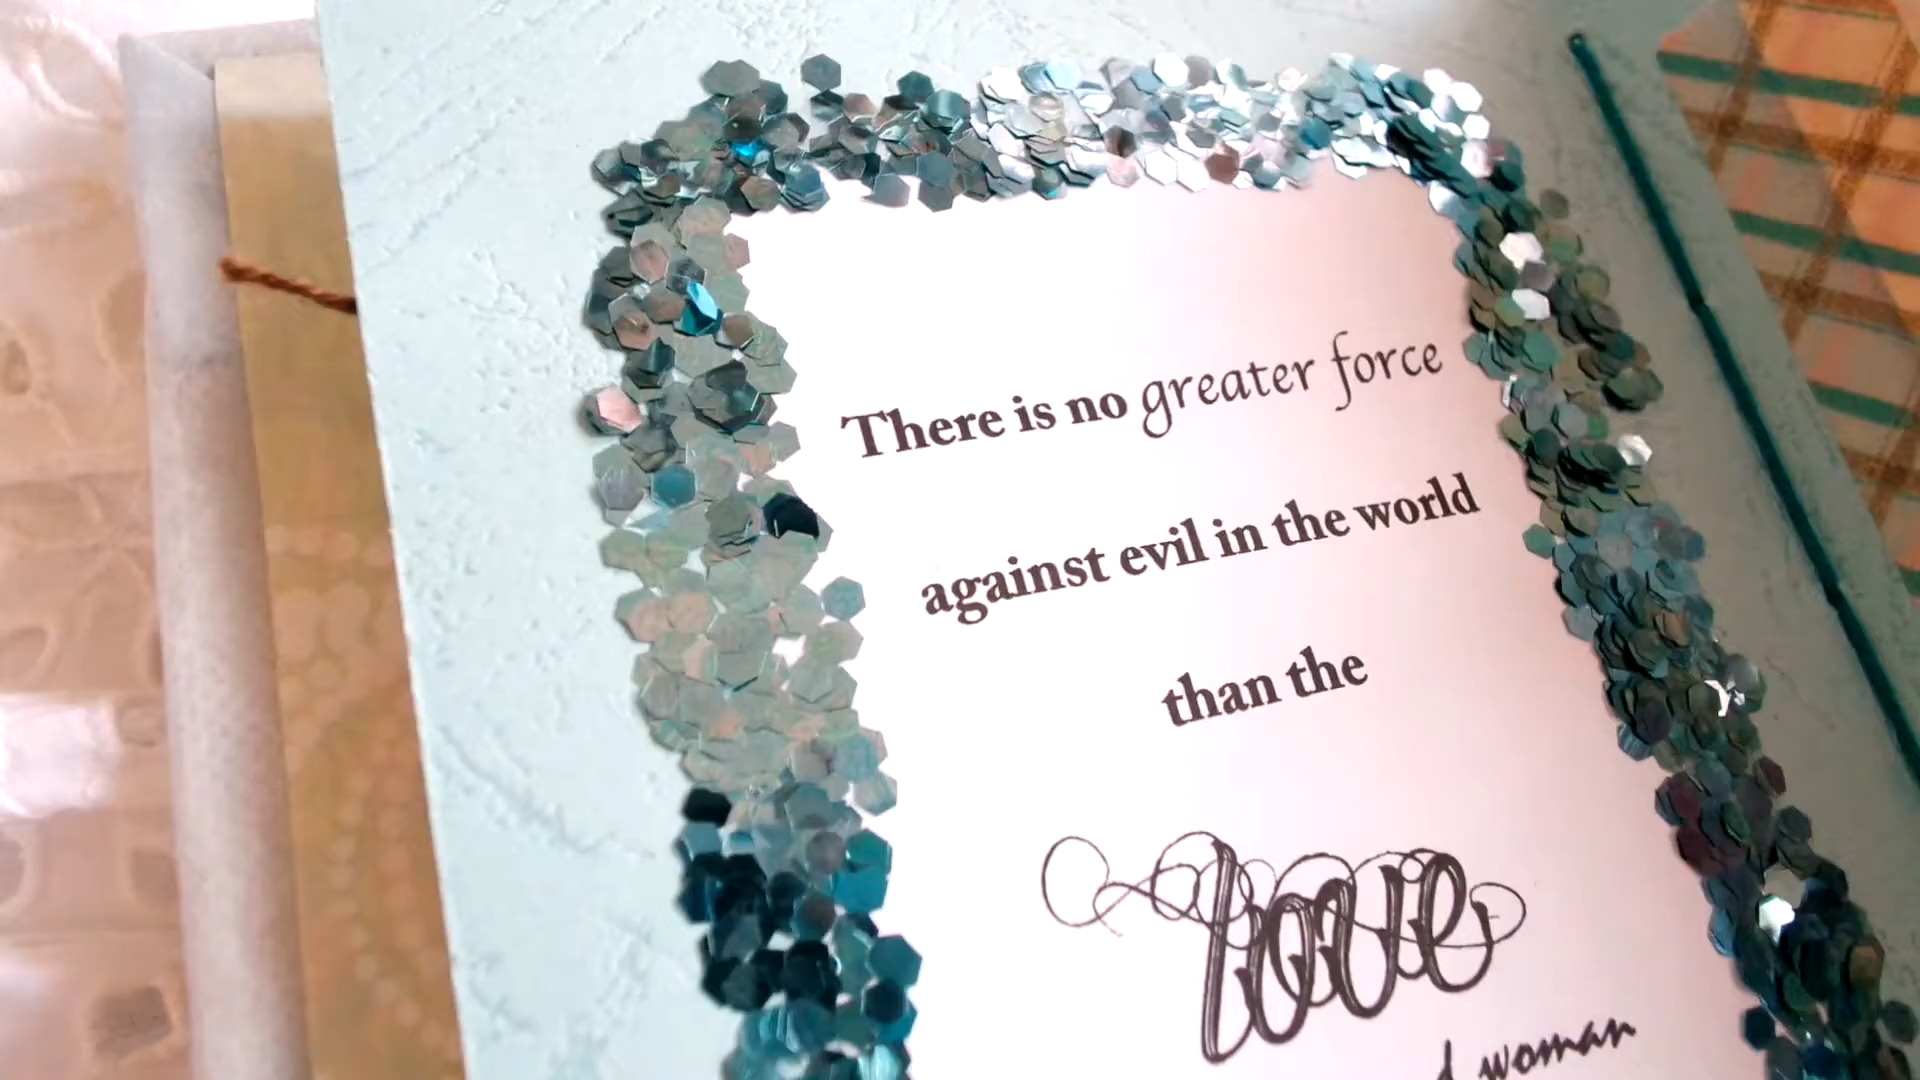 There is no greater force
against evil in the world
than the
love
woman